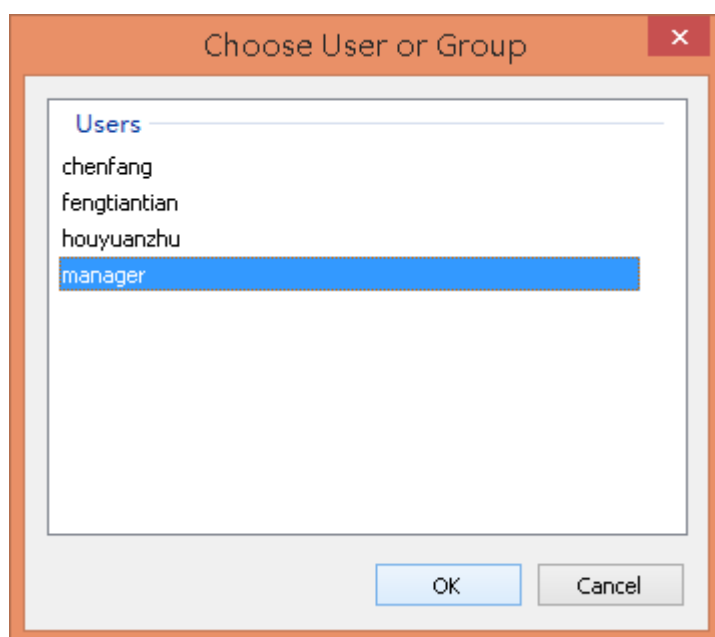 Choose User or Group
Users
chenfang
fengtiantian
houyuanzhu
manager
OK Cancel